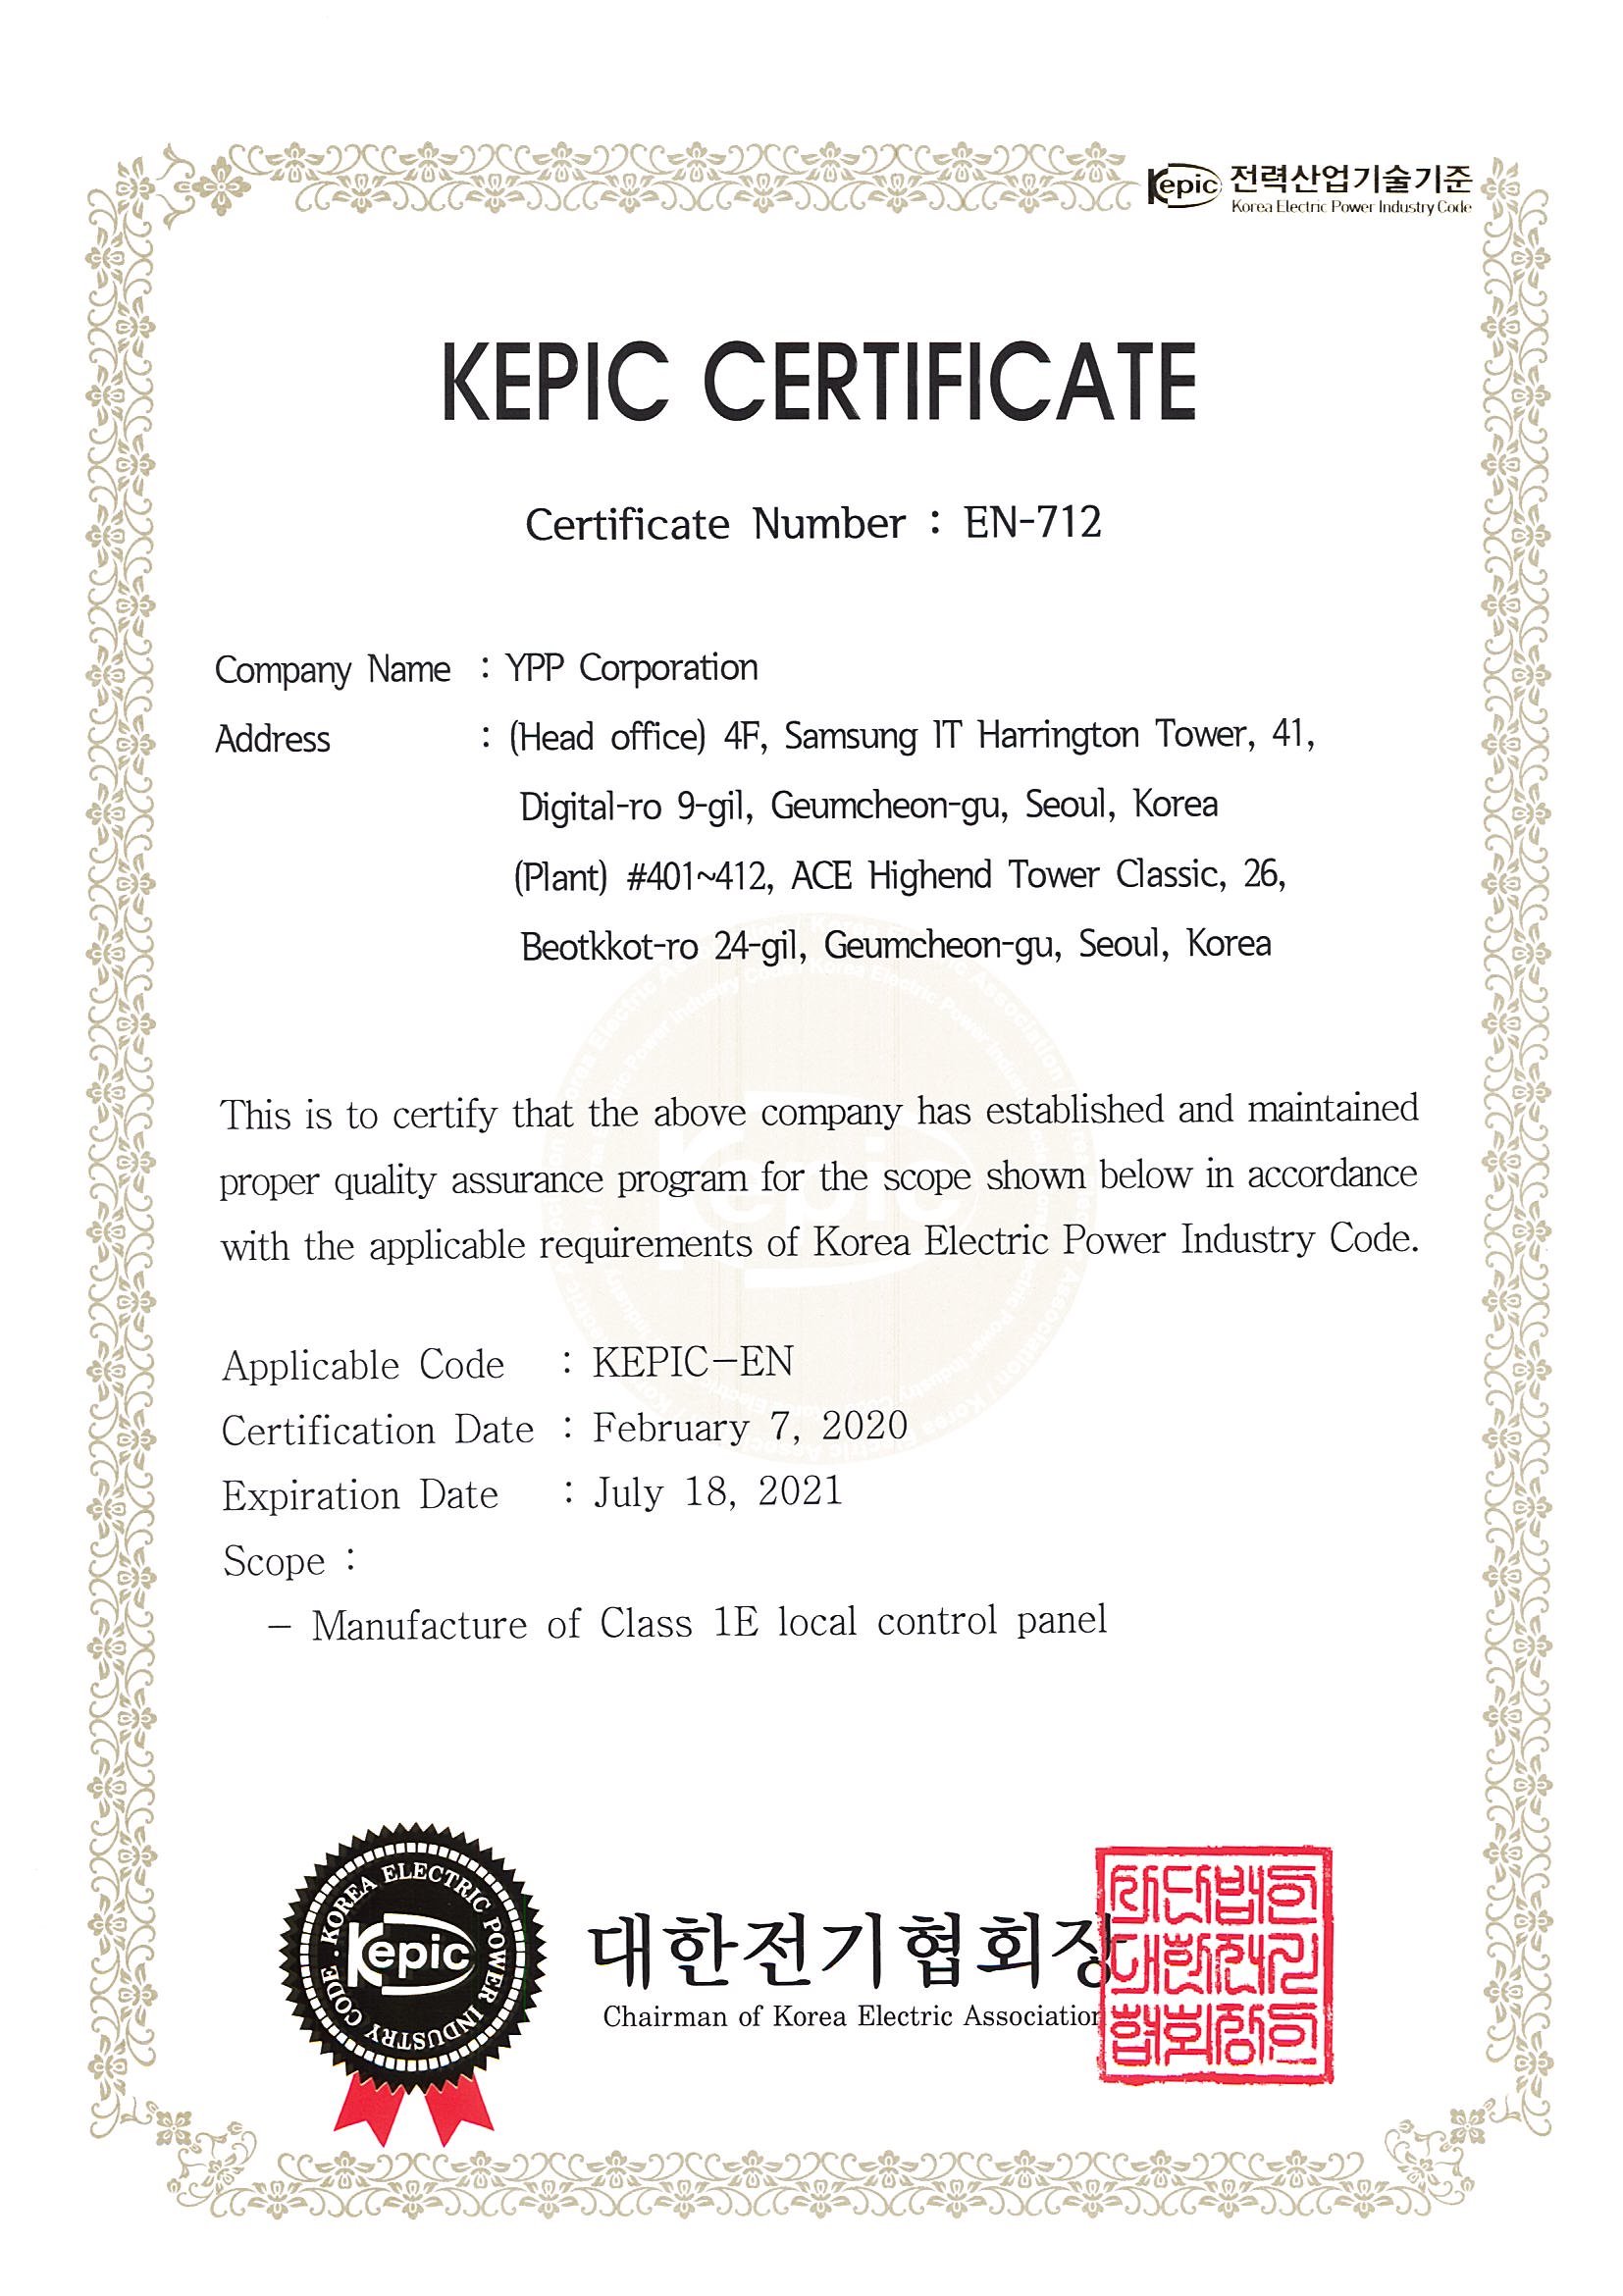 Kepic 전력산업기술기준
Korea Electric Power Industry Code
KEPIC CERTIFICATE
Certificate Number : EN-712
Company Name : YPP Corporation
Address : (Head office) 4F, Samsung IT Harrington Tower, 41,
Digital-ro 9-gil, Geumcheon-gu, Seoul, Korea
(Plant) #401~412, ACE Highend Tower Classic, 26,
Beotkkot-ro 24-gil, Geumcheon-gu, Seoul, Korea
This is to certify that the above company has established and maintained
proper quality assurance program for the scope shown below in accordance
with the applicable requirements of Korea Electric Power Industry Code.
Applicable Code : KEPIC-EN
Certification Date : February 7, 2020
Expiration Date : July 18, 2021
Scope :
- Manufacture of Class 1E local control panel
KOREA ELECTRIC POWER INDUSTRY CODE ·
Kepic
대한전기협회장
Chairman of Korea Electric Association